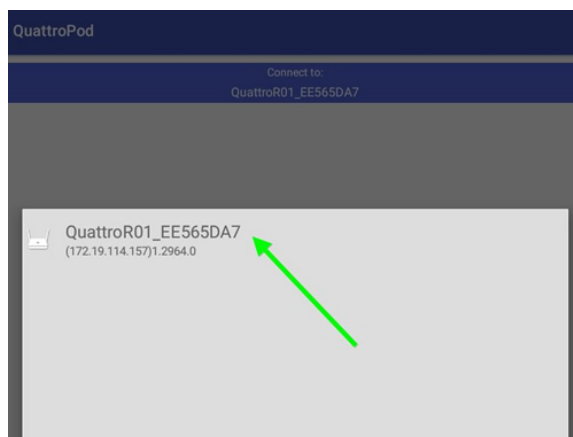 QuattroPod
Connect to:
QuattroR01_EE565DA7
QuattroR01_EE565DA7
(172.19.114.157)1.2964.0